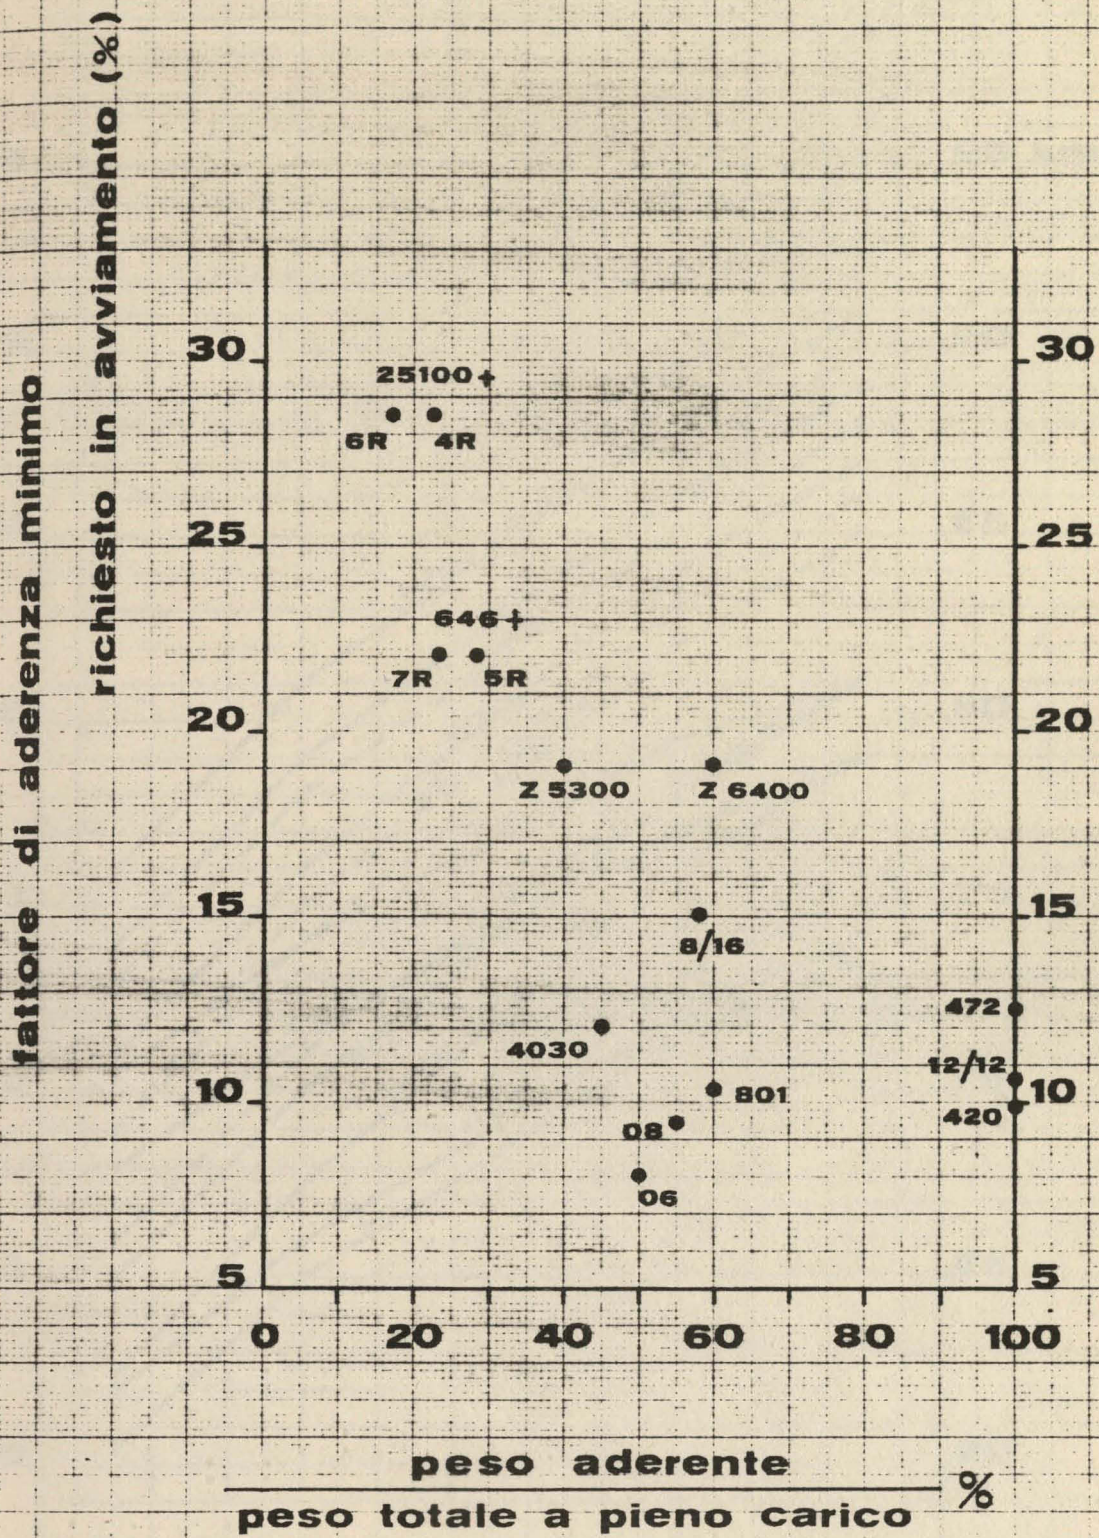 fattore di aderenza minimo
richiesto in avviamento (%)
30
30
25100+
6R
4R
25
25
646+
7R
5R
20
20
Z 5300
Z 6400
15
15
8/16
472
4030
12/12
10
801
10
420
08
06
5
5
0 20 40 60 80 100
peso aderente
%
peso totale a pieno carico